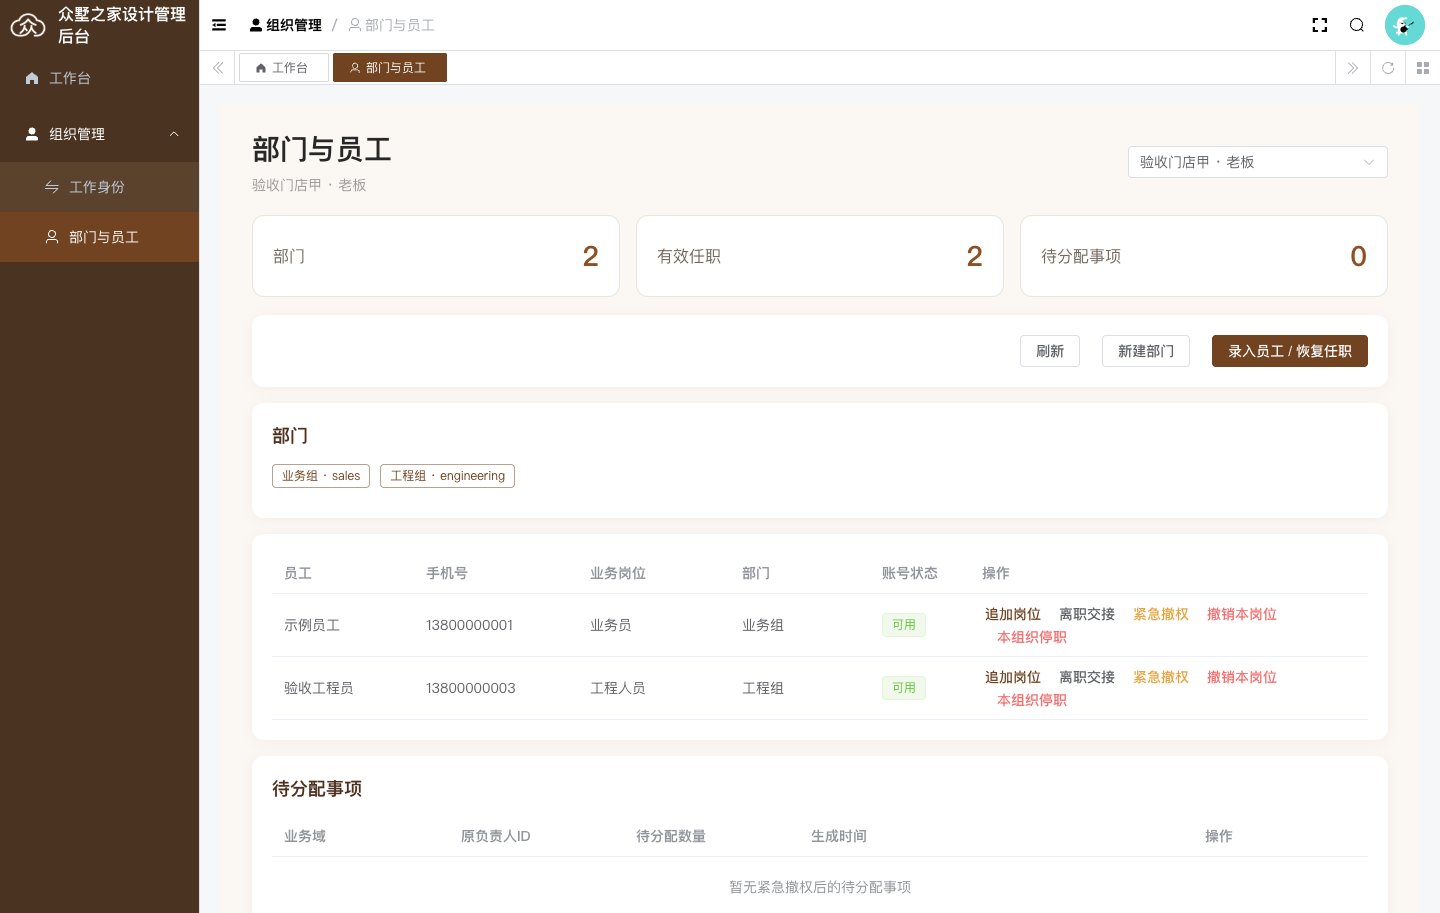 众墅之家设计管理后台
工作台
组织管理
工作身份
部门与员工
组织管理 / 部门与员工
工作台 部门与员工
部门与员工
验收门店甲 · 老板
验收门店甲 · 老板
部门 2
有效任职 2
待分配事项 0
刷新 新建部门 录入员工 / 恢复任职
部门
业务组 · sales 工程组 · engineering
员工 手机号 业务岗位 部门 账号状态 操作
示例员工 13800000001 业务员 业务组 可用 追加岗位 离职交接 紧急撤权 撤销本岗位
本组织停职
验收工程员 13800000003 工程人员 工程组 可用 追加岗位 离职交接 紧急撤权 撤销本岗位
本组织停职
待分配事项
业务域 原负责人ID 待分配数量 生成时间 操作
暂无紧急撤权后的待分配事项